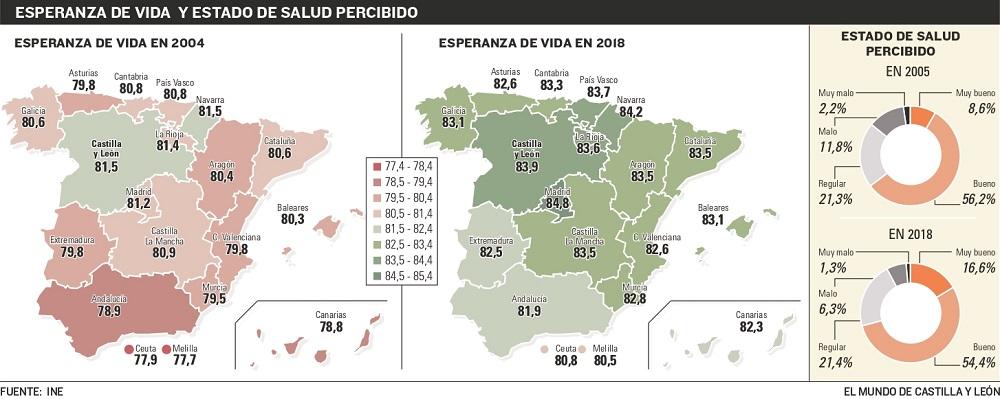 ESPERANZA DE VIDA Y ESTADO DE SALUD PERCIBIDO
ESPERANZA DE VIDA EN 2004
Asturias
79,8
Cantabria
80,8
País Vasco
80,8
Navarra
81,5
Galicia
80,6
Castilla
y León
81,5
La Rioja
81,4
Aragón
80,4
Cataluña
80,6
Madrid
81,2
Baleares
80,3
Extremadura
79,8
Castilla
La Mancha
80,9
C. Valenciana
79,8
Murcia
79,5
Andalucía
78,9
Canarias
78,8
Ceuta
77,9
Melilla
77,7
77,4 - 78,4
78,5 - 79,4
79,5 - 80,4
80,5 - 81,4
81,5 - 82,4
82,5 - 83,4
83,5 - 84,4
84,5 - 85,4
ESPERANZA DE VIDA EN 2018
Asturias
82,6
Cantabria
83,3
País Vasco
83,7
Navarra
84,2
Galicia
83,1
Castilla
y León
83,9
La Rioja
83,6
Aragón
83,5
Cataluña
83,5
Madrid
84,8
Baleares
83,1
Extremadura
82,5
Castilla
La Mancha
83,5
C. Valenciana
82,6
Murcia
82,8
Andalucía
81,9
Canarias
82,3
Ceuta
80,8
Melilla
80,5
ESTADO DE SALUD
PERCIBIDO
EN 2005
Muy malo
2,2%
Muy bueno
8,6%
Malo
11,8%
Regular
21,3%
Bueno
56,2%
EN 2018
Muy malo
1,3%
Muy bueno
16,6%
Malo
6,3%
Regular
21,4%
Bueno
54,4%
FUENTE: INE
EL MUNDO DE CASTILLA Y LEÓN